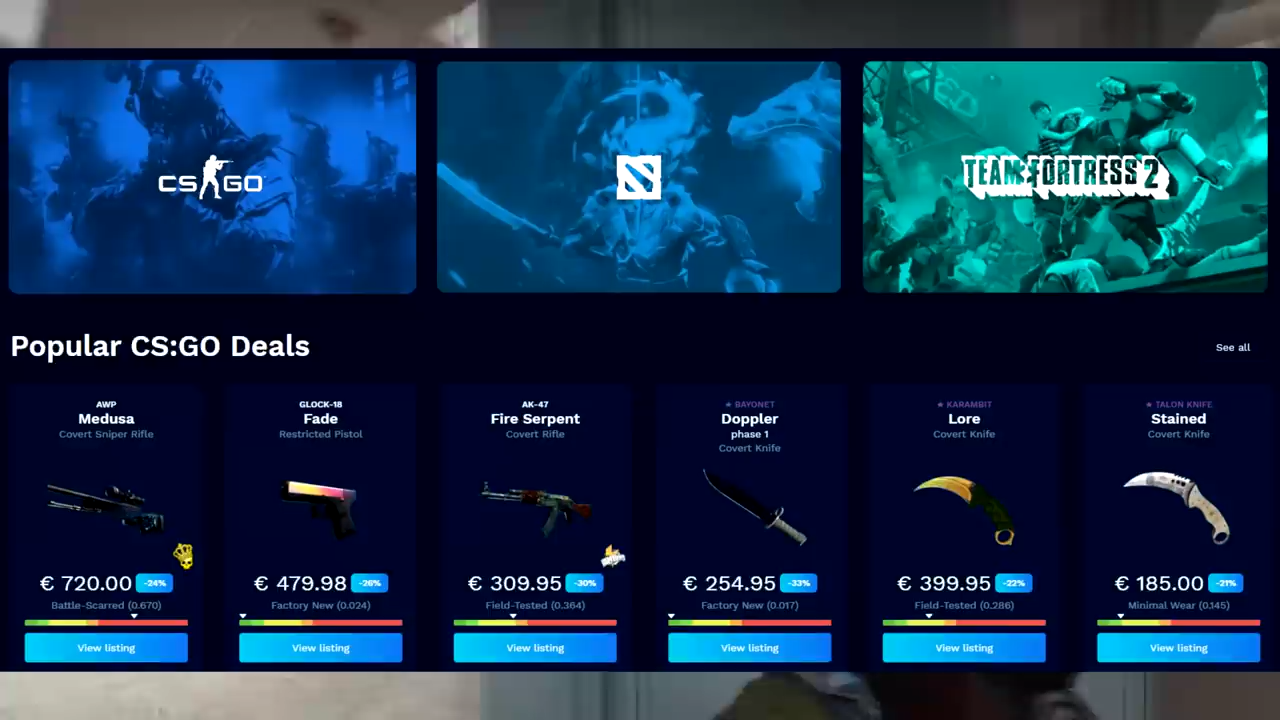 CS GO
TEAM FORTRESS 2
Popular CS:GO Deals
See all
AWP
Medusa
Covert Sniper Rifle
€ 720.00 -24%
Battle-Scarred (0.670)
View listing
GLOCK-18
Fade
Restricted Pistol
€ 479.98 -26%
Factory New (0.024)
View listing
AK-47
Fire Serpent
Covert Rifle
€ 309.95 -30%
Field-Tested (0.364)
View listing
★ BAYONET
Doppler
phase 1
Covert Knife
€ 254.95 -33%
Factory New (0.017)
View listing
★ KARAMBIT
Lore
Covert Knife
€ 399.95 -22%
Field-Tested (0.286)
View listing
★ TALON KNIFE
Stained
Covert Knife
€ 185.00 -21%
Minimal Wear (0.145)
View listing